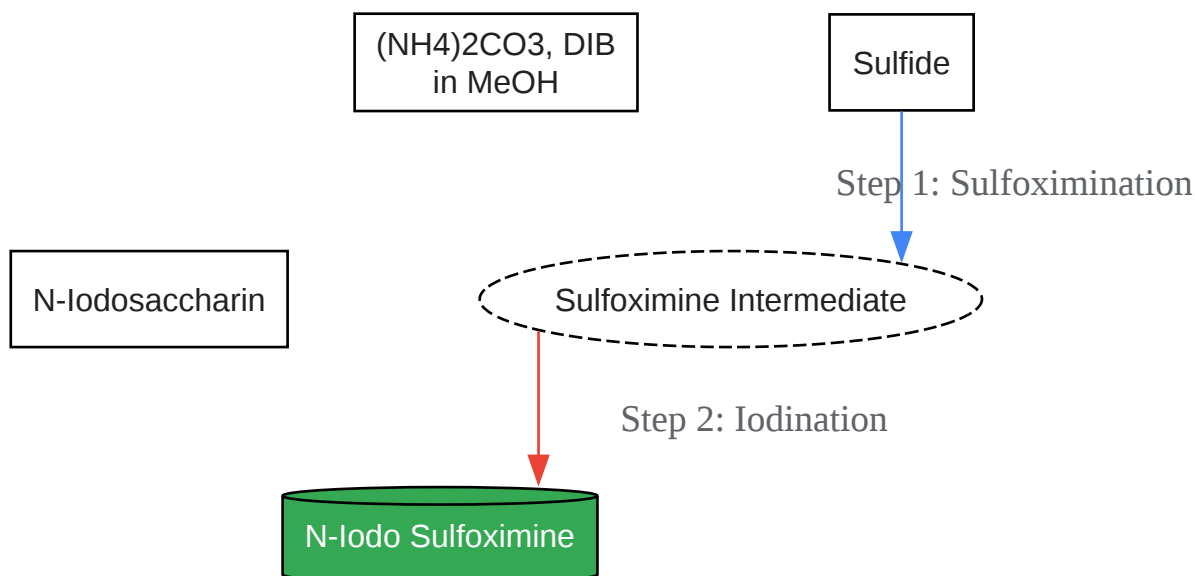 (NH4)2CO3, DIB
in MeOH
Sulfide
Step 1: Sulfoximination
N-Iodosaccharin
Sulfoximine Intermediate
Step 2: Iodination
N-Iodo Sulfoximine